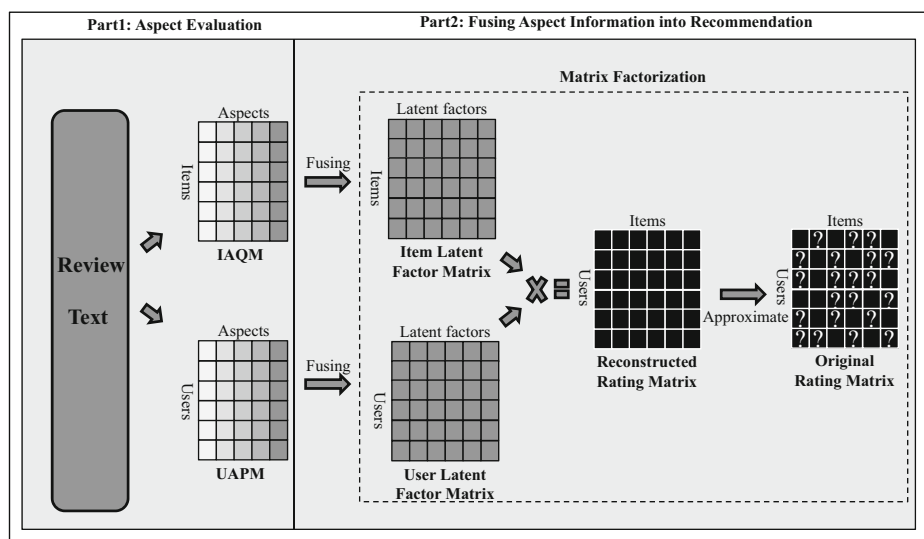 Part1: Aspect Evaluation
Part2: Fusing Aspect Information into Recommendation
Matrix Factorization
Review
Text
Aspects
Items
IAQM
Aspects
Users
UAPM
Fusing
Fusing
Latent factors
Items
Item Latent
Factor Matrix
Latent factors
Users
User Latent
Factor Matrix
Items
Users
Reconstructed
Rating Matrix
Approximate
Items
Users
? ? ?
? ? ?
? ? ?
? ? ?
? ? ?
? ? ? ?
Original
Rating Matrix